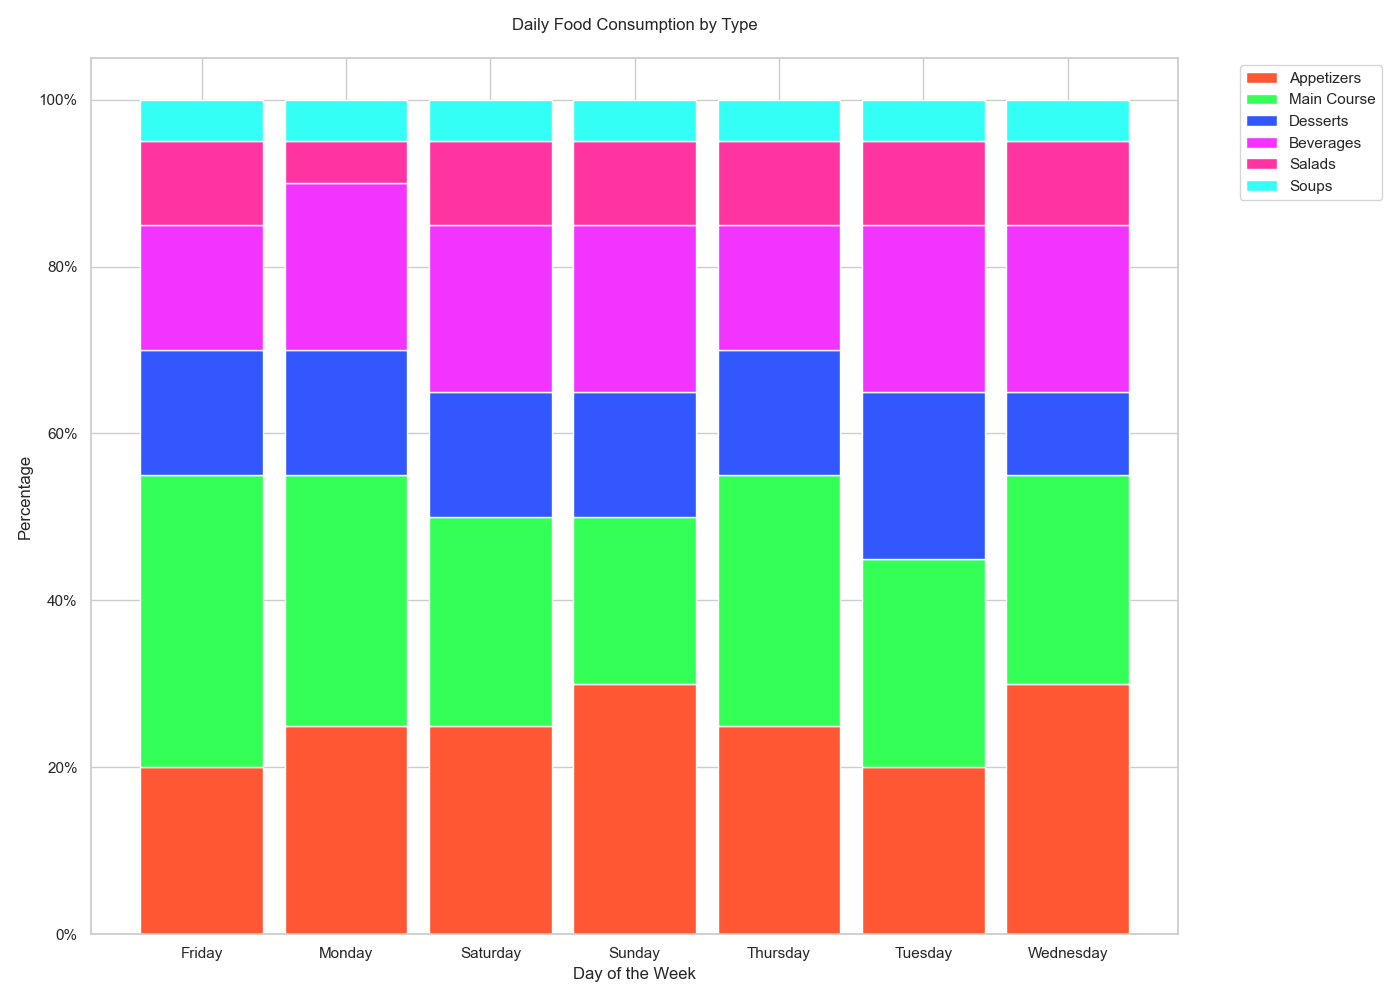 Daily Food Consumption by Type
Appetizers
Main Course
Desserts
Beverages
Salads
Soups
Percentage
100%
80%
60%
40%
20%
0%
Friday Monday Saturday Sunday Thursday Tuesday Wednesday
Day of the Week